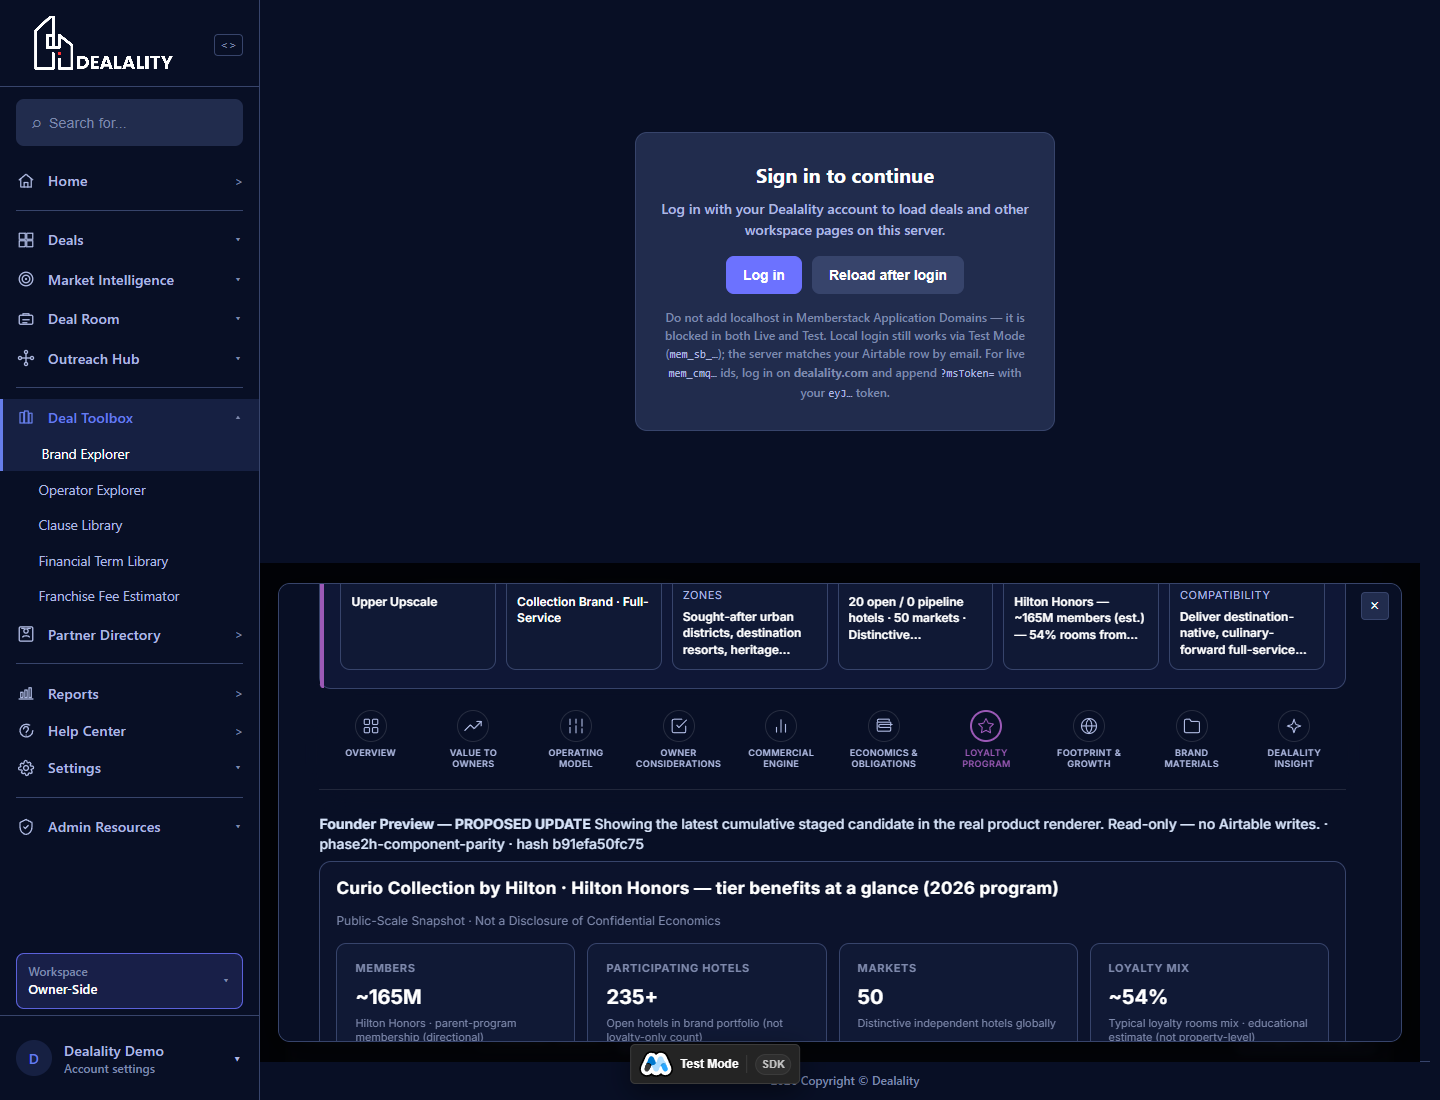 DEALALITY
<>
Search for...
Home
Deals
Market Intelligence
Deal Room
Outreach Hub
Deal Toolbox
Brand Explorer
Operator Explorer
Clause Library
Financial Term Library
Franchise Fee Estimator
Partner Directory
Reports
Help Center
Settings
Admin Resources
Workspace
Owner-Side
D
Dealality Demo
Account settings
Sign in to continue
Log in with your Dealality account to load deals and other
workspace pages on this server.
Log in
Reload after login
Do not add localhost in Memberstack Application Domains — it is
blocked in both Live and Test. Local login still works via Test Mode
(mem_sb_…); the server matches your Airtable row by email. For live
mem_cmq… ids, log in on dealality.com and append ?msToken= with
your eyJ… token.
×
Upper Upscale
Collection Brand · Full-
Service
ZONES
Sought-after urban
districts, destination
resorts, heritage...
20 open / 0 pipeline
hotels · 50 markets ·
Distinctive...
Hilton Honors —
~165M members (est.)
— 54% rooms from...
COMPATIBILITY
Deliver destination-
native, culinary-
forward full-service...
OVERVIEW
VALUE TO
OWNERS
OPERATING
MODEL
OWNER
CONSIDERATIONS
COMMERCIAL
ENGINE
ECONOMICS &
OBLIGATIONS
LOYALTY
PROGRAM
FOOTPRINT &
GROWTH
BRAND
MATERIALS
DEALALITY
INSIGHT
Founder Preview — PROPOSED UPDATE Showing the latest cumulative staged candidate in the real product renderer. Read-only — no Airtable writes. ·
phase2h-component-parity · hash b91efa50fc75
Curio Collection by Hilton · Hilton Honors — tier benefits at a glance (2026 program)
Public-Scale Snapshot · Not a Disclosure of Confidential Economics
MEMBERS
~165M
Hilton Honors · parent-program
membership (directional)
PARTICIPATING HOTELS
235+
Open hotels in brand portfolio (not
loyalty-only count)
MARKETS
50
Distinctive independent hotels globally
LOYALTY MIX
~54%
Typical loyalty rooms mix · educational
estimate (not property-level)
Test Mode
SDK
Copyright © Dealality